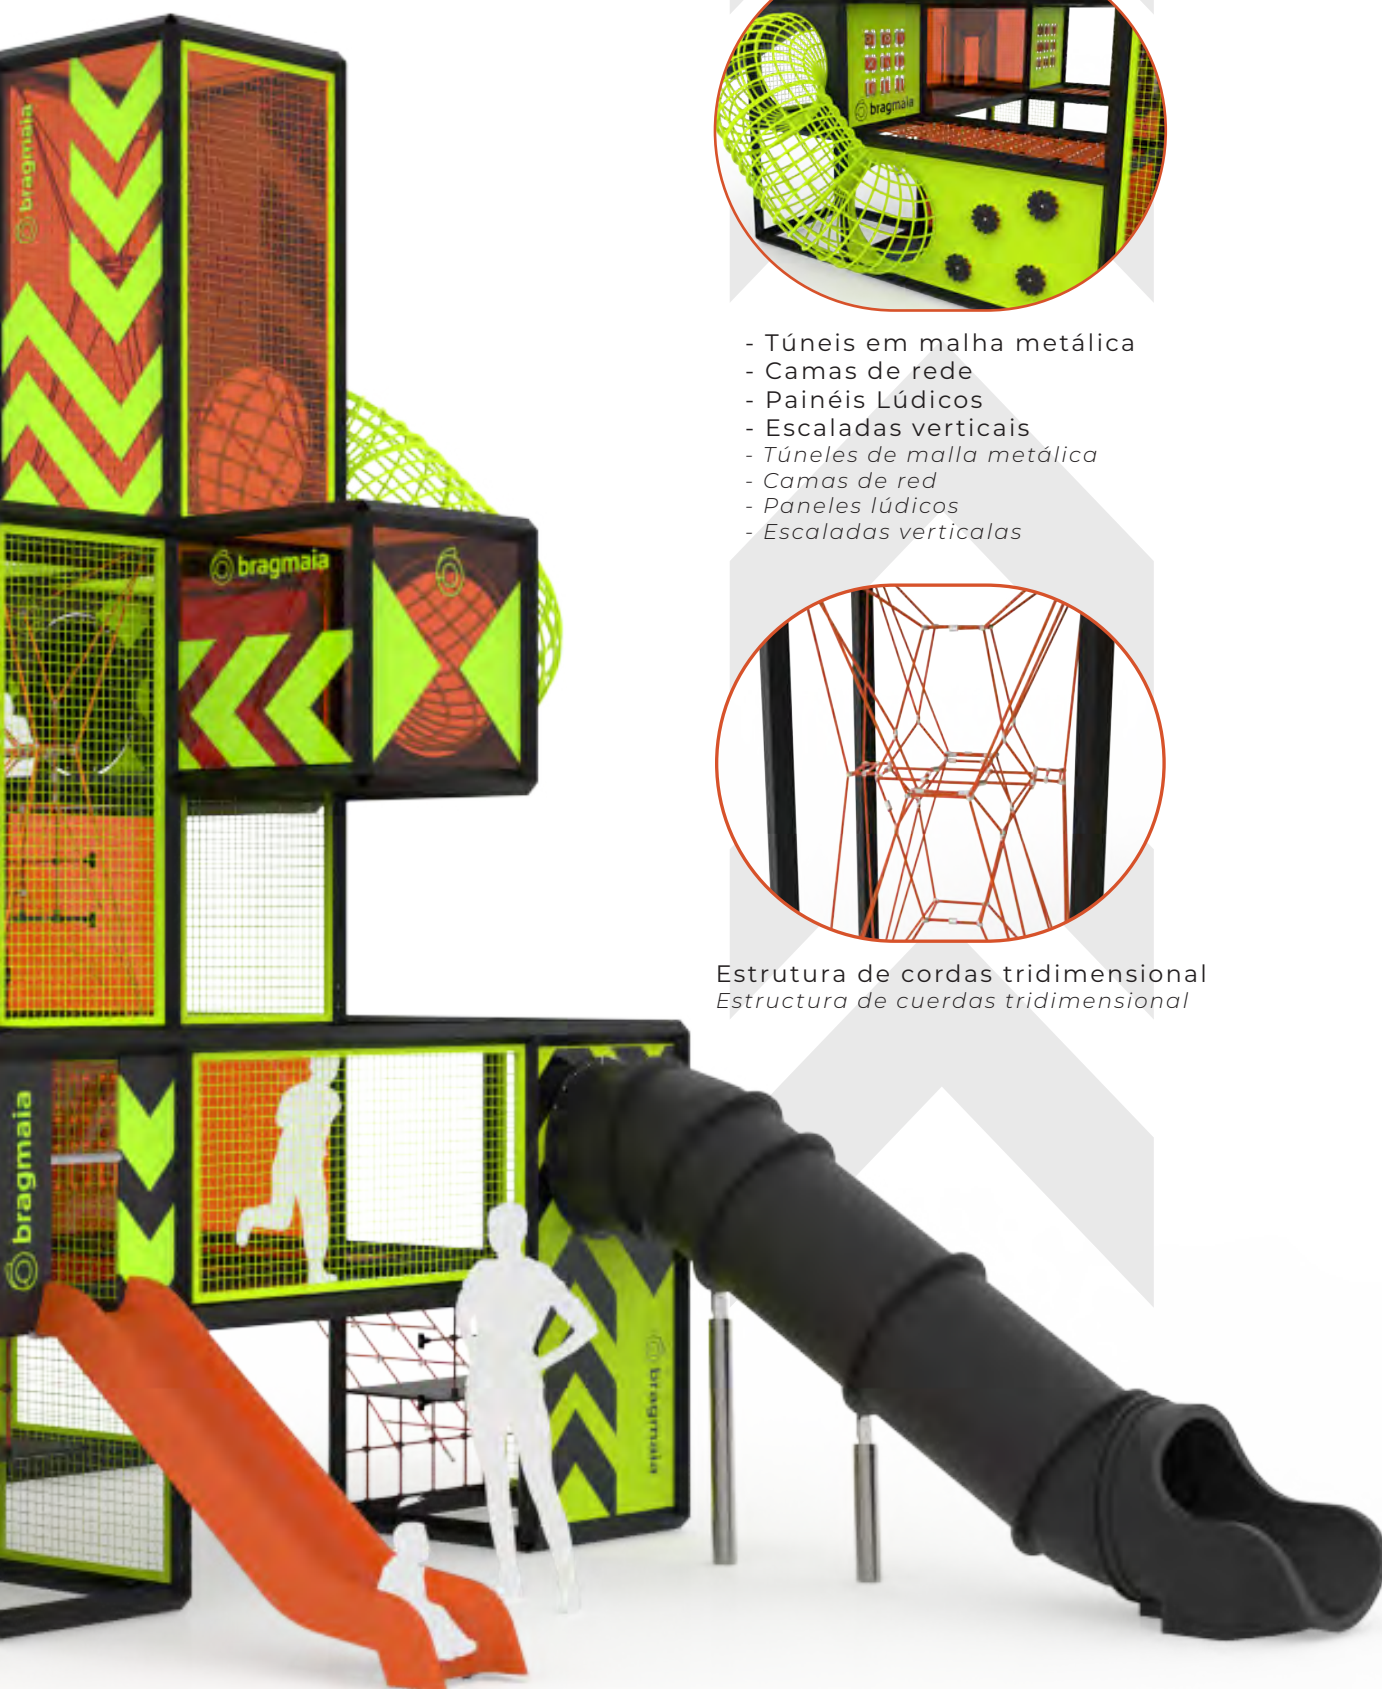 bragmaia
bragmaia
- Túneis em malha metálica
- Camas de rede
- Painéis Lúdicos
- Escaladas verticais
- Túneles de malla metálica
- Camas de red
- Paneles lúdicos
- Escaladas verticalas
bragmaia
Estrutura de cordas tridimensional
Estructura de cuerdas tridimensional
bragmaia
bragmaia